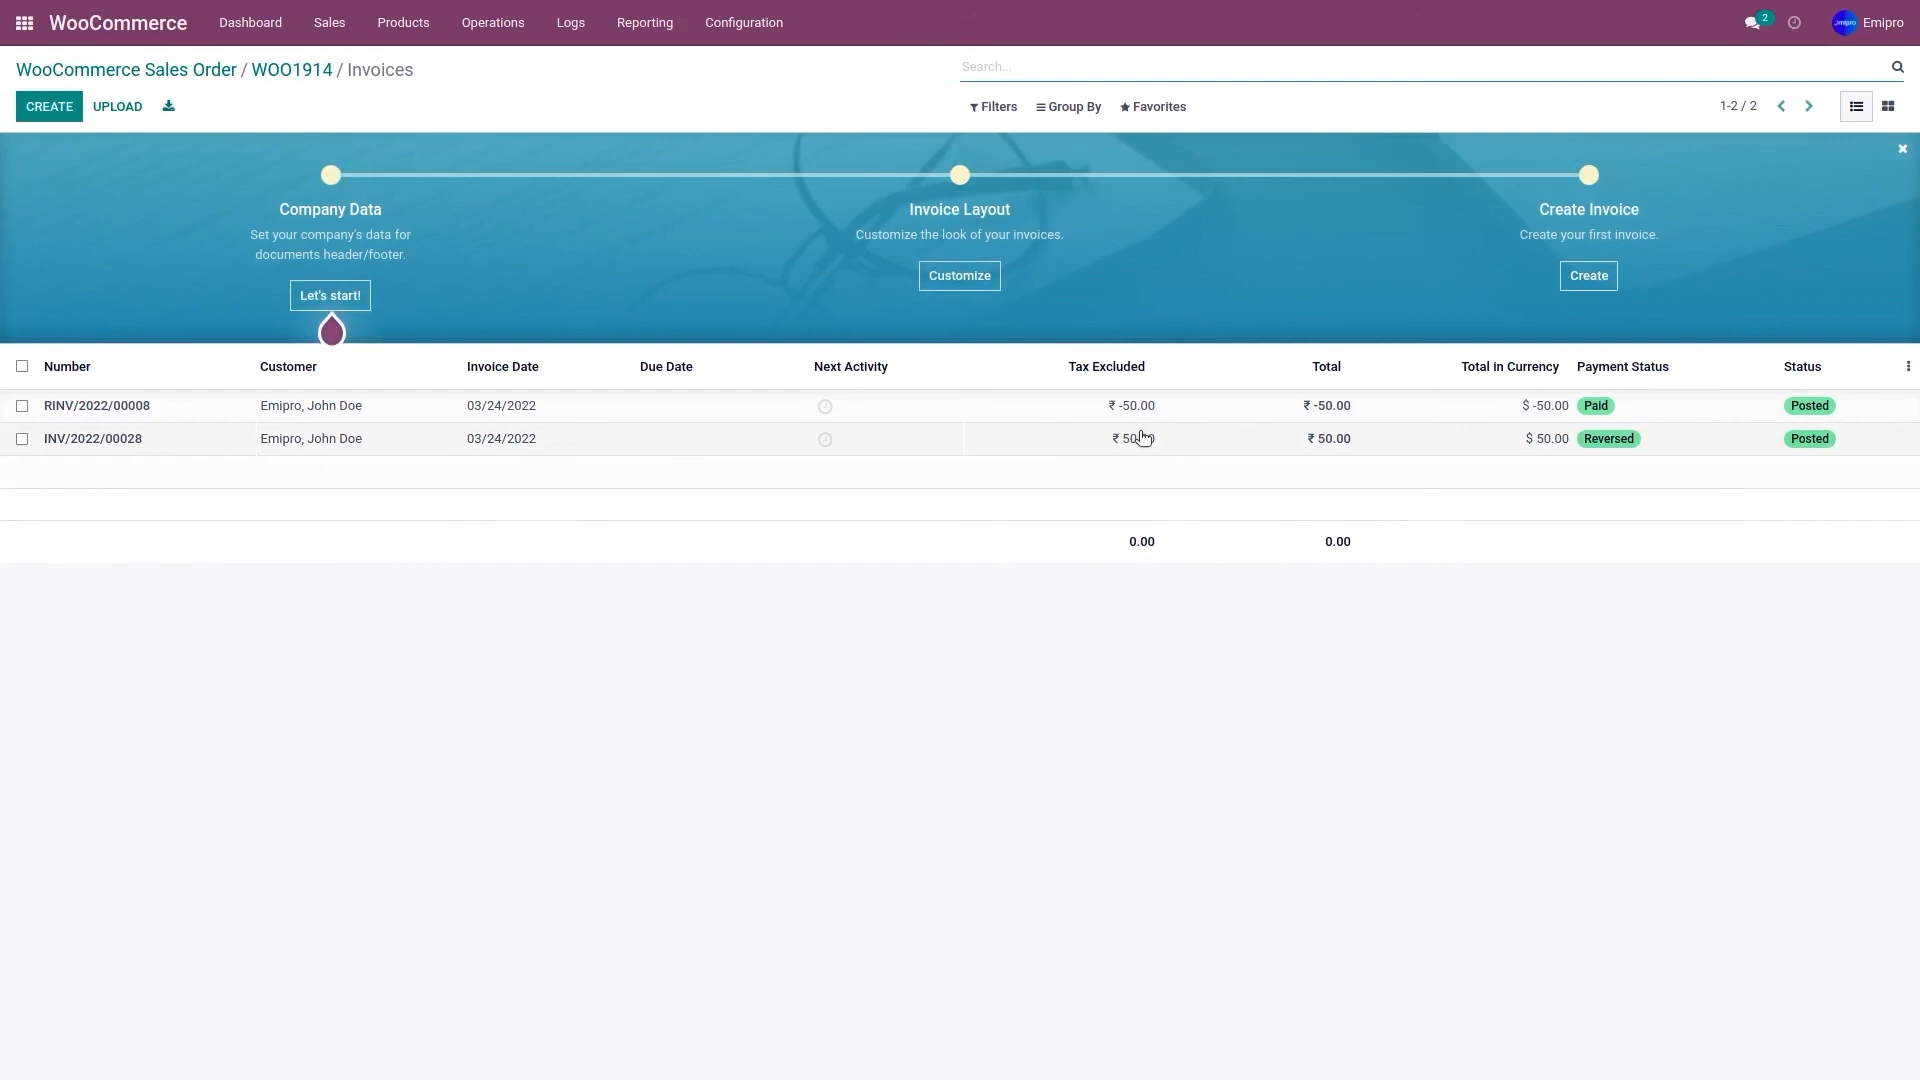 WooCommerce Dashboard Sales Products Operations Logs Reporting Configuration 2 Emipro
WooCommerce Sales Order / WOO1914 / Invoices
Search...
CREATE UPLOAD Filters Group By Favorites 1-2 / 2
Company Data
Set your company's data for
documents header/footer.
Let's start!
Invoice Layout
Customize the look of your invoices.
Customize
Create Invoice
Create your first invoice.
Create
Number Customer Invoice Date Due Date Next Activity Tax Excluded Total Total in Currency Payment Status Status
RINV/2022/00008 Emipro, John Doe 03/24/2022 ₹ -50.00 ₹ -50.00 $ -50.00 Paid Posted
INV/2022/00028 Emipro, John Doe 03/24/2022 ₹ 50.00 $ 50.00 Reversed Posted
0.00 0.00